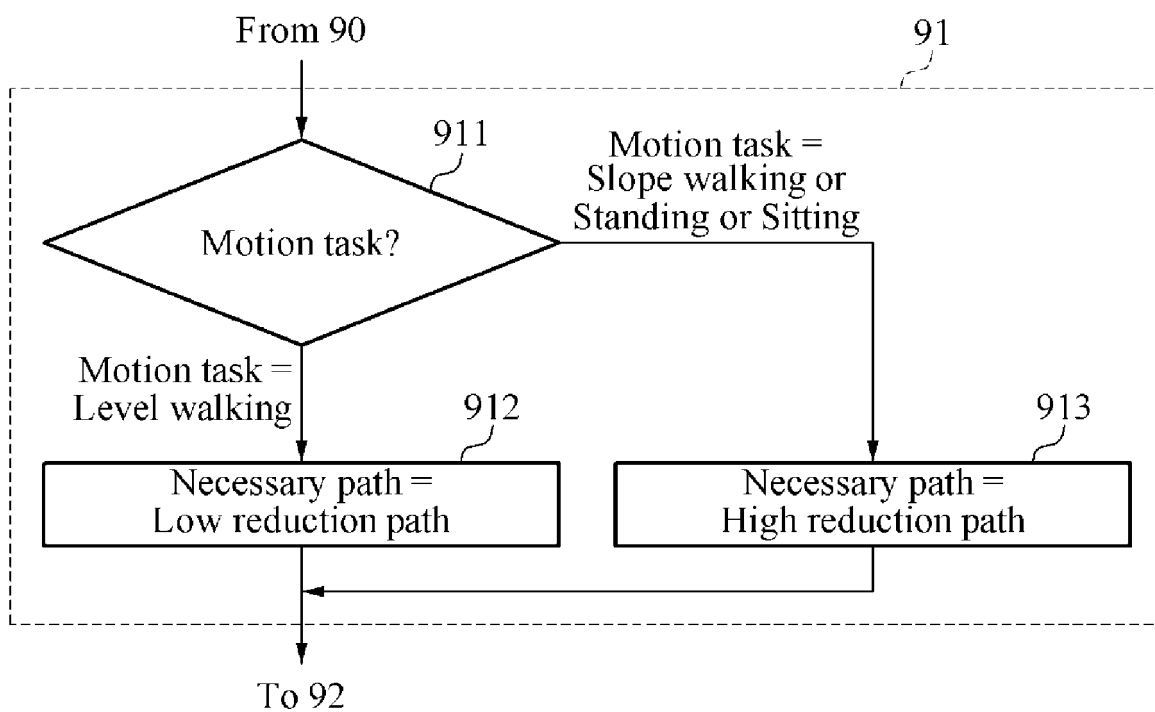 From 90
91
911
Motion task?
Motion task =
Slope walking or
Standing or Sitting
Motion task =
Level walking
912
Necessary path =
Low reduction path
913
Necessary path =
High reduction path
To 92